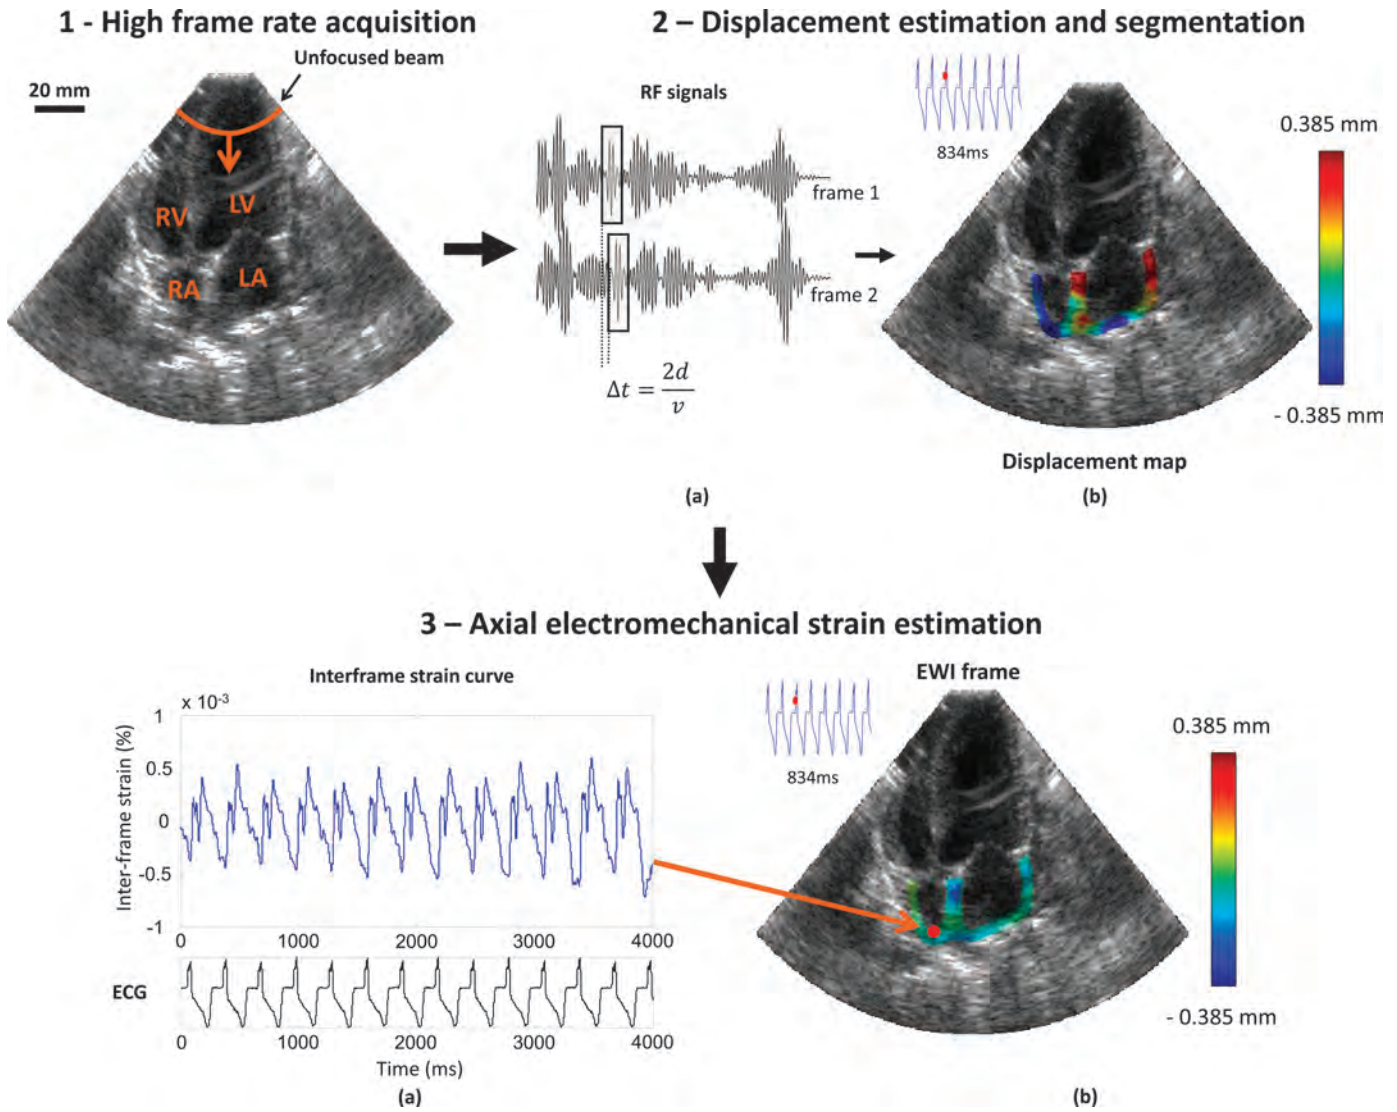 1 - High frame rate acquisition
Unfocused beam
20 mm
RV
LV
RA
LA
2 – Displacement estimation and segmentation
RF signals
frame 1
frame 2
Δt = 2d/v
(a)
834ms
0.385 mm
- 0.385 mm
Displacement map
(b)
3 – Axial electromechanical strain estimation
Interframe strain curve
x 10-3
1
0.5
0
-0.5
-1
Inter-frame strain (%)
0 1000 2000 3000 4000
ECG
0 1000 2000 3000 4000
Time (ms)
(a)
EWI frame
834ms
0.385 mm
- 0.385 mm
(b)